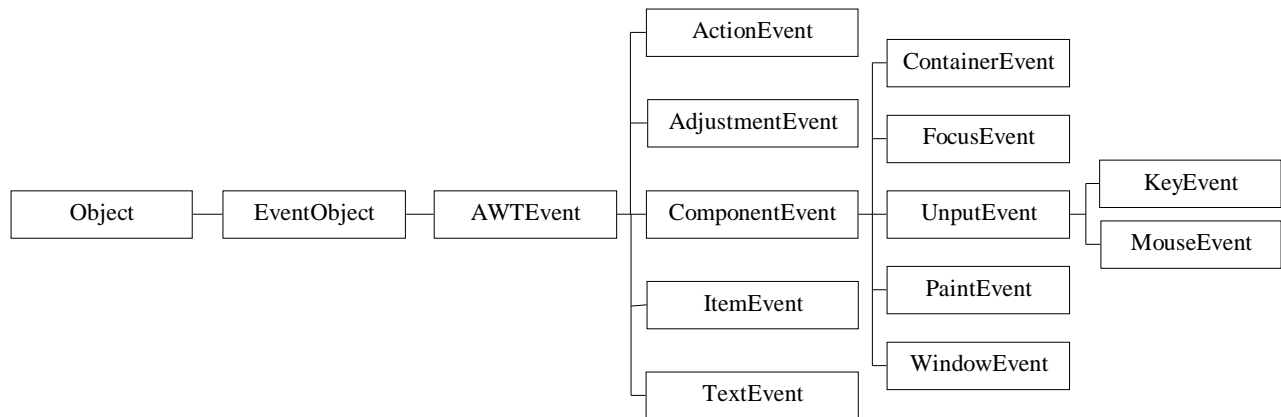 Object
EventObject
AWTEvent
ActionEvent
AdjustmentEvent
ComponentEvent
ItemEvent
TextEvent
ContainerEvent
FocusEvent
UnputEvent
PaintEvent
WindowEvent
KeyEvent
MouseEvent